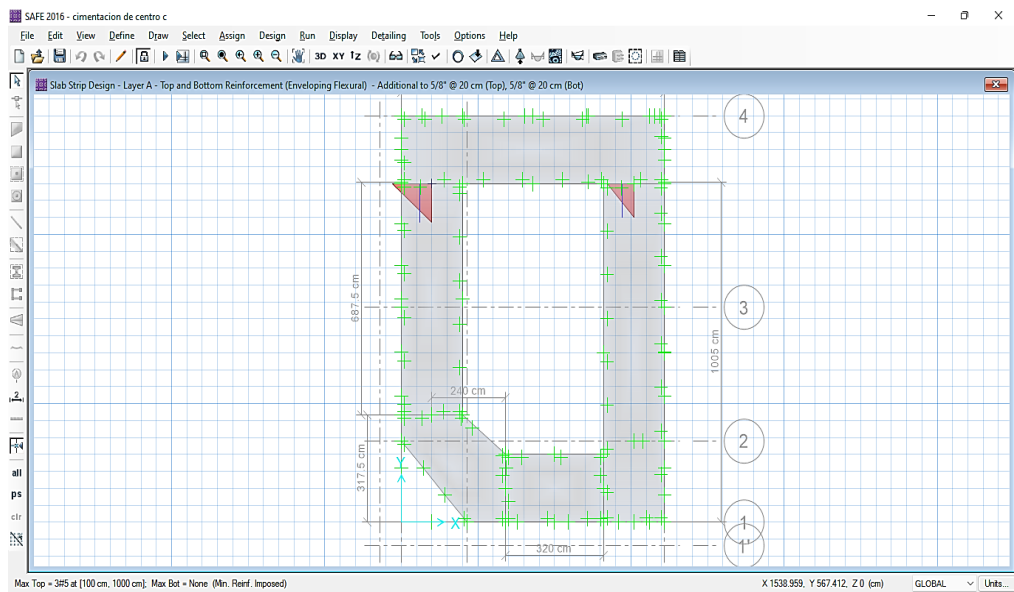 SAFE 2016 - cimentacion de centro c
File Edit View Define Draw Select Assign Design Run Display Detailing Tools Options Help
3D XY
Slab Strip Design - Layer A - Top and Bottom Reinforcement (Enveloping Flexural) - Additional to 5/8" @ 20 cm (Top), 5/8" @ 20 cm (Bot)
4
687.5 cm
3
1005 cm
240 cm
2
317.5 cm
all
Y
ps
X
1
clr
1'
320 cm
Max Top = 3#5 at [100 cm, 1000 cm]; Max Bot = None (Min. Reinf. Imposed)
X 1538.959, Y 567.412, Z 0 (cm)
GLOBAL
Units...